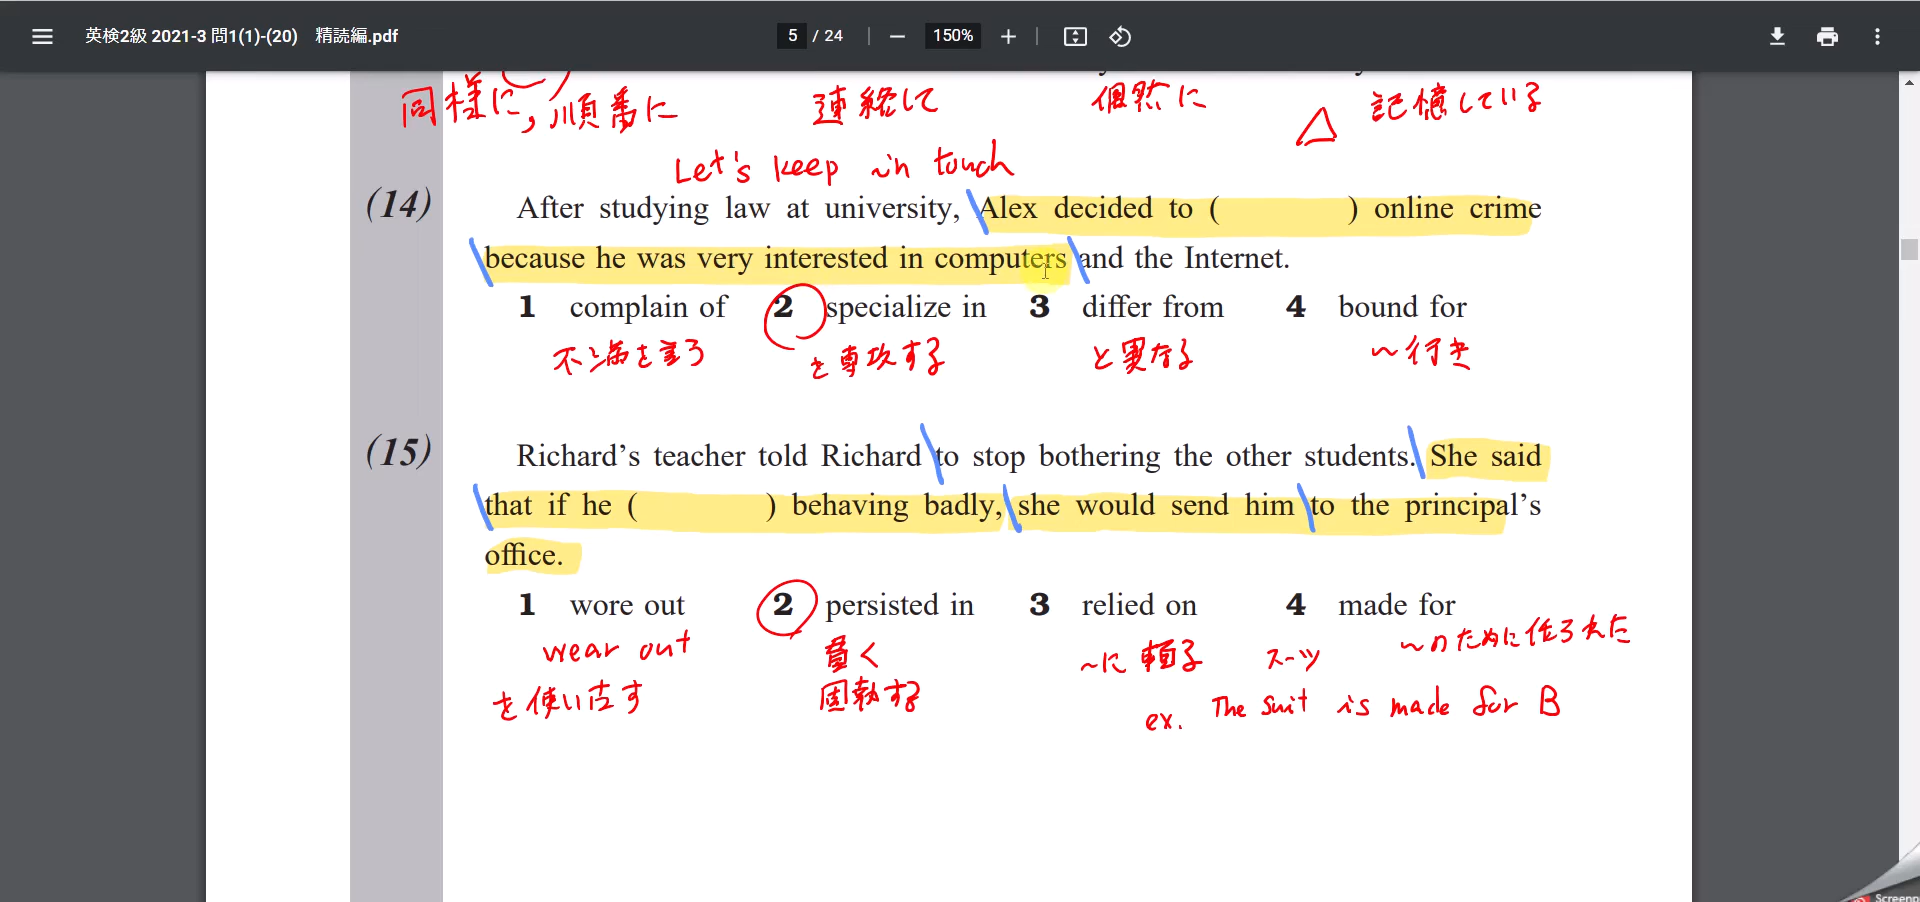 英検2級 2021-3 問1(1)-(20) 精読編.pdf
5 / 24
150%
同様に, 順番に 連絡して 偶然に 記憶している
Let's keep in touch
(14) After studying law at university, Alex decided to ( ) online crime
because he was very interested in computers and the Internet.
1 complain of 2 specialize in 3 differ from 4 bound for
不満を言う を専攻する と異なる ~行き
(15) Richard's teacher told Richard to stop bothering the other students. She said
that if he ( ) behaving badly, she would send him to the principal's
office.
1 wore out 2 persisted in 3 relied on 4 made for
wear out 貫く ~に頼る スーツ ~のために作られた
を使い古す 固執する ex. The suit is made for B